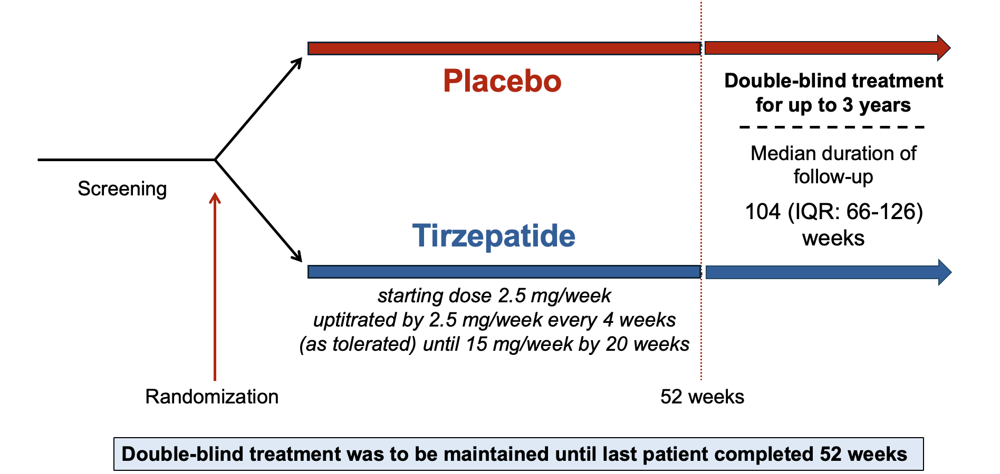 Placebo
Double-blind treatment
for up to 3 years
Median duration of
follow-up
104 (IQR: 66-126)
weeks
Screening
Tirzepatide
starting dose 2.5 mg/week
uptitrated by 2.5 mg/week every 4 weeks
(as tolerated) until 15 mg/week by 20 weeks
Randomization
52 weeks
Double-blind treatment was to be maintained until last patient completed 52 weeks